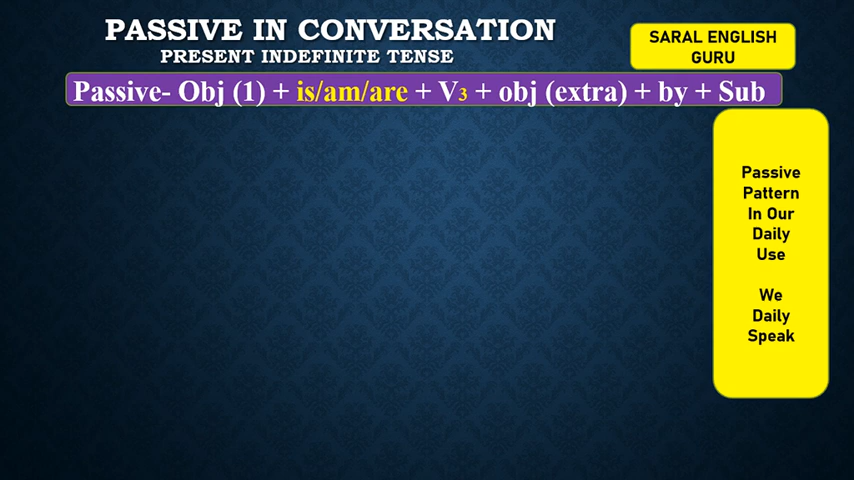 PASSIVE IN CONVERSATION
PRESENT INDEFINITE TENSE
SARAL ENGLISH
GURU
Passive- Obj (1) + is/am/are + V3 + obj (extra) + by + Sub
Passive
Pattern
In Our
Daily
Use
We
Daily
Speak